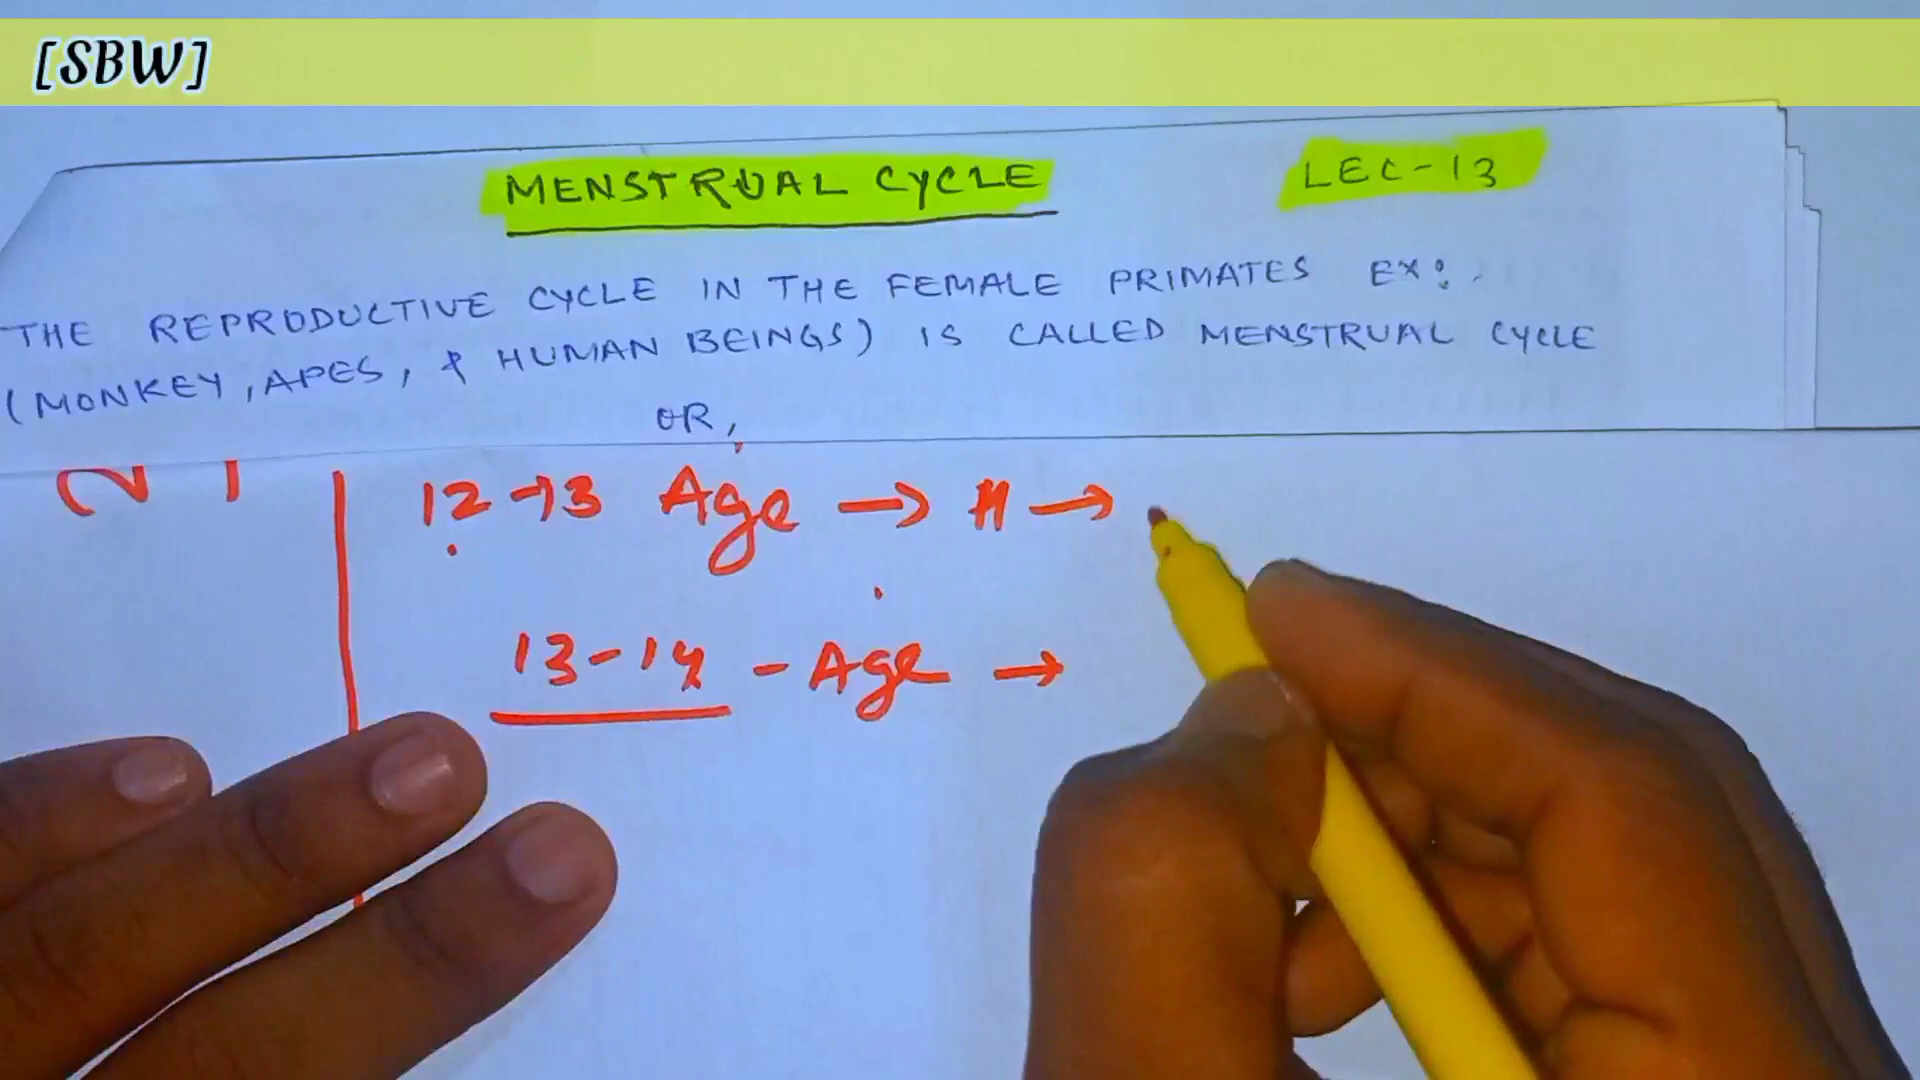 [SBW]
MENSTRUAL CYCLE LEC-13
THE REPRODUCTIVE CYCLE IN THE FEMALE PRIMATES EX:-
(MONKEY, APES, & HUMAN BEINGS) IS CALLED MENSTRUAL CYCLE
OR,
12-13 Age → M →
13-14 - Age →